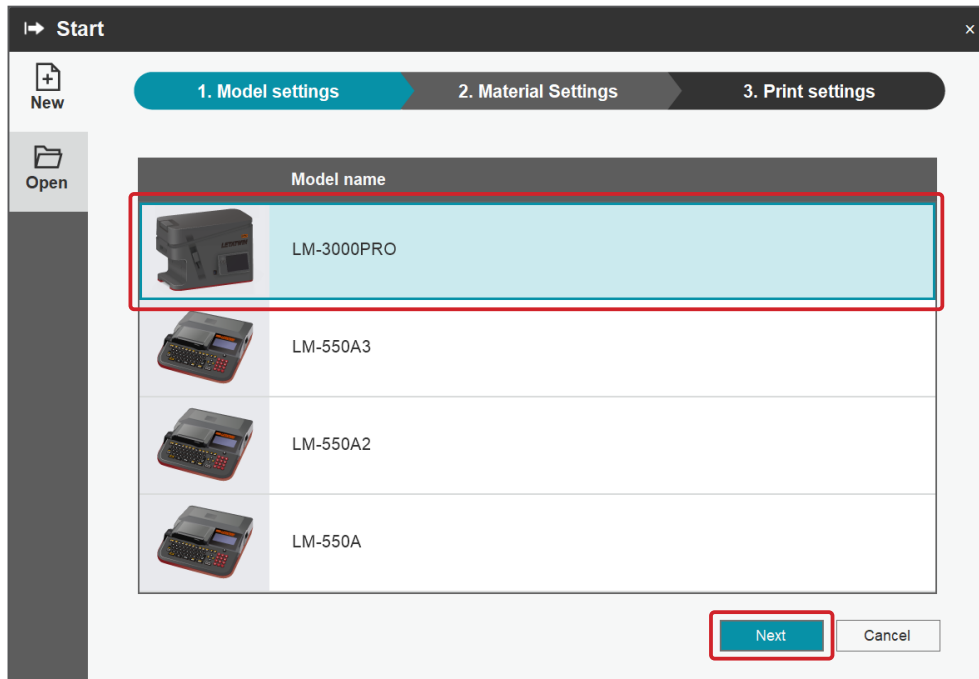 Start
×
New
Open
1. Model settings
2. Material Settings
3. Print settings
Model name
LM-3000PRO
LM-550A3
LM-550A2
LM-550A
Next
Cancel